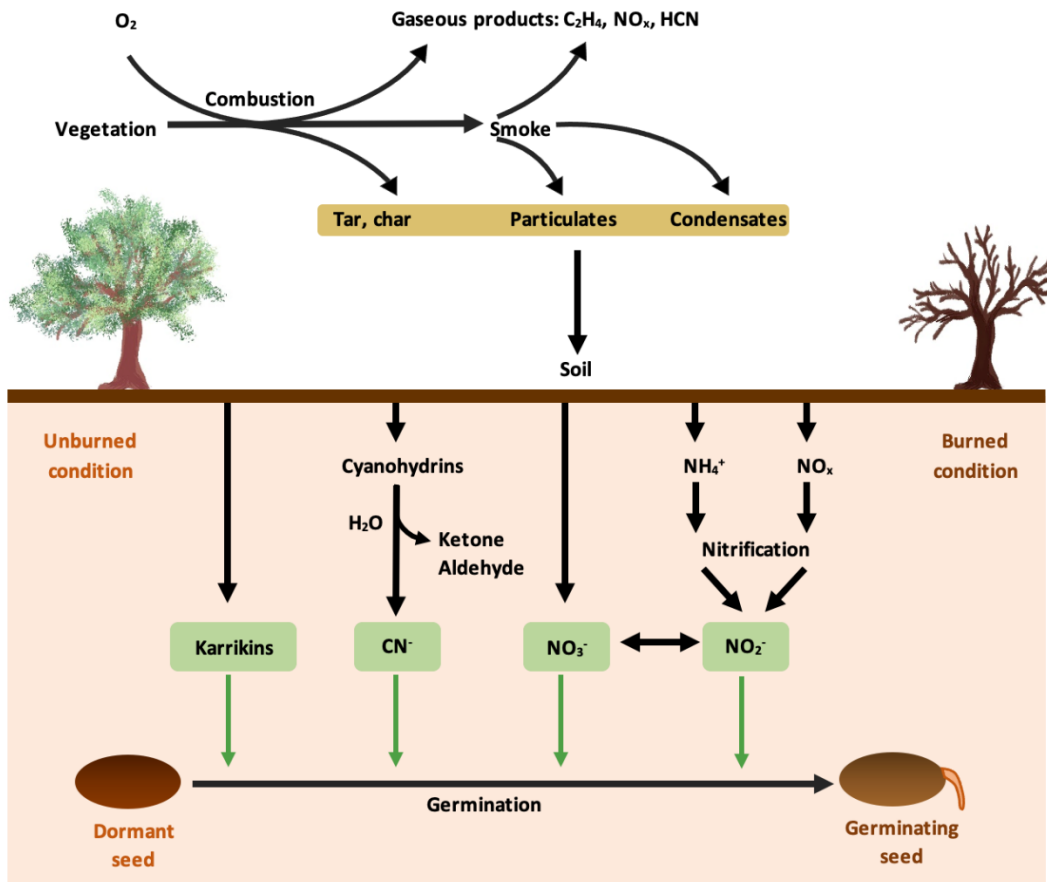 O₂
Gaseous products: C₂H₄, NOₓ, HCN
Combustion
Vegetation
Smoke
Tar, char
Particulates
Condensates
Soil
Unburned
condition
Burned
condition
Cyanohydrins
NH₄⁺
NOₓ
H₂O
Ketone
Aldehyde
Nitrification
Karrikins
CN⁻
NO₃⁻
NO₂⁻
Germination
Dormant
seed
Germinating
seed